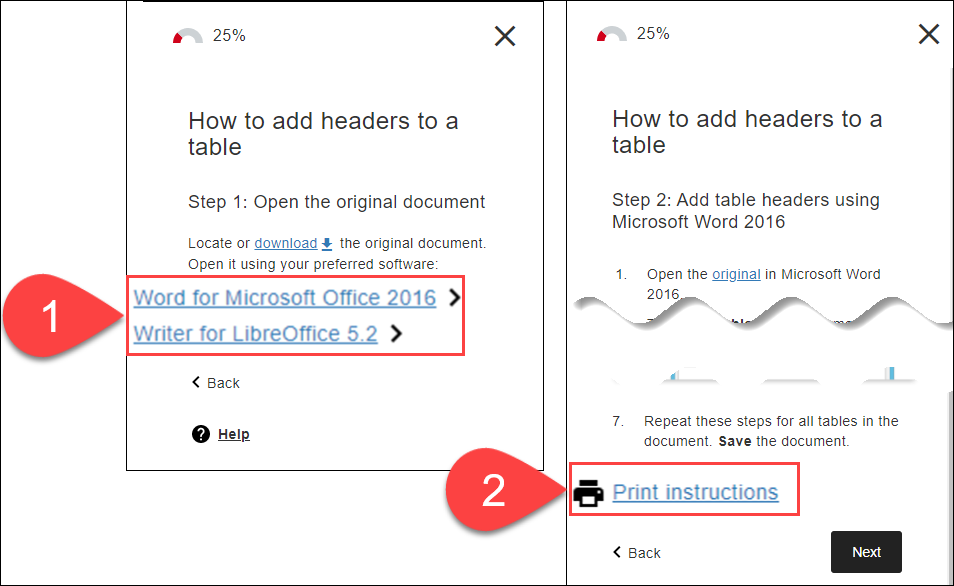 25%
How to add headers to a
table
Step 1: Open the original document
Locate or download the original document.
Open it using your preferred software:
Word for Microsoft Office 2016
Writer for LibreOffice 5.2
1
Back
Help
25%
How to add headers to a
table
Step 2: Add table headers using
Microsoft Word 2016
1. Open the original in Microsoft Word
2016.
7. Repeat these steps for all tables in the
document. Save the document.
2
Print instructions
Back
Next